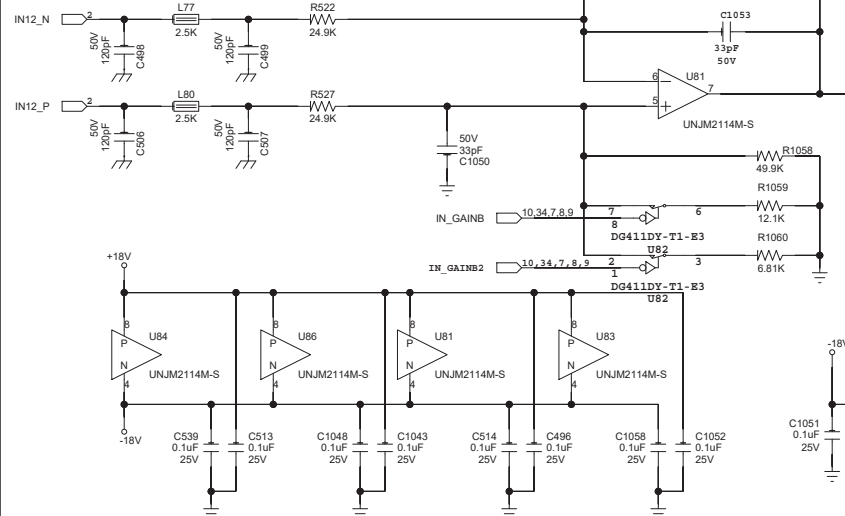 IN12_N
2
L77
2.5K
R522
24.9K
50V
120pF
C498
50V
120pF
C499
C1053
33pF
50V
6
5
7
U81
UNJM2114M-S
IN12_P
2
L80
2.5K
R527
24.9K
50V
120pF
C506
50V
120pF
C507
50V
33pF
C1050
R1058
49.9K
R1059
12.1K
IN_GAINB
10,34,7,8,9
7
8
6
DG411DY-T1-E3
U82
R1060
6.81K
IN_GAINB2
10,34,7,8,9
2
1
3
DG411DY-T1-E3
U82
+18V
8
P
N
4
U84
UNJM2114M-S
8
P
N
4
U86
UNJM2114M-S
8
P
N
4
U81
UNJM2114M-S
8
P
N
4
U83
UNJM2114M-S
-18V
-18V
C539
0.1uF
25V
C513
0.1uF
25V
C1048
0.1uF
25V
C1043
0.1uF
25V
C514
0.1uF
25V
C496
0.1uF
25V
C1058
0.1uF
25V
C1052
0.1uF
25V
C1051
0.1uF
25V